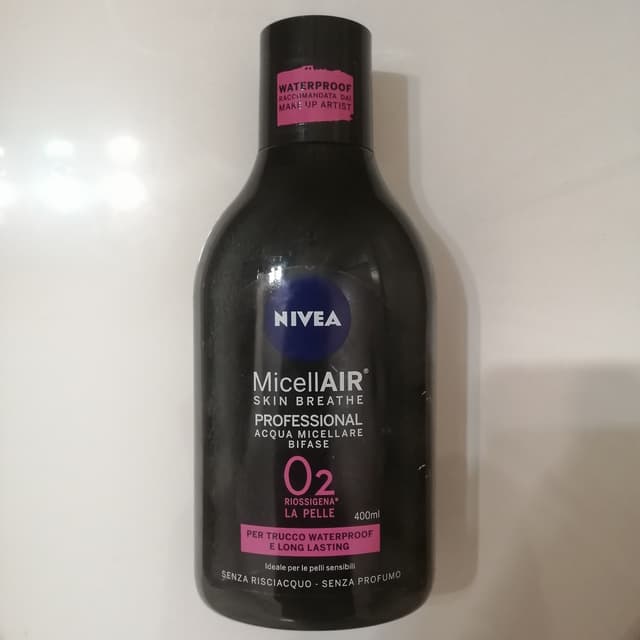 WATERPROOF
RACCOMANDATA DAI
MAKE UP ARTIST
NIVEA
MicellAIR®
SKIN BREATHE
PROFESSIONAL
ACQUA MICELLARE
BIFASE
O2
RIOSSIGENA*
LA PELLE
400ml
PER TRUCCO WATERPROOF
E LONG LASTING
Ideale per le pelli sensibili
SENZA RISCIACQUO - SENZA PROFUMO